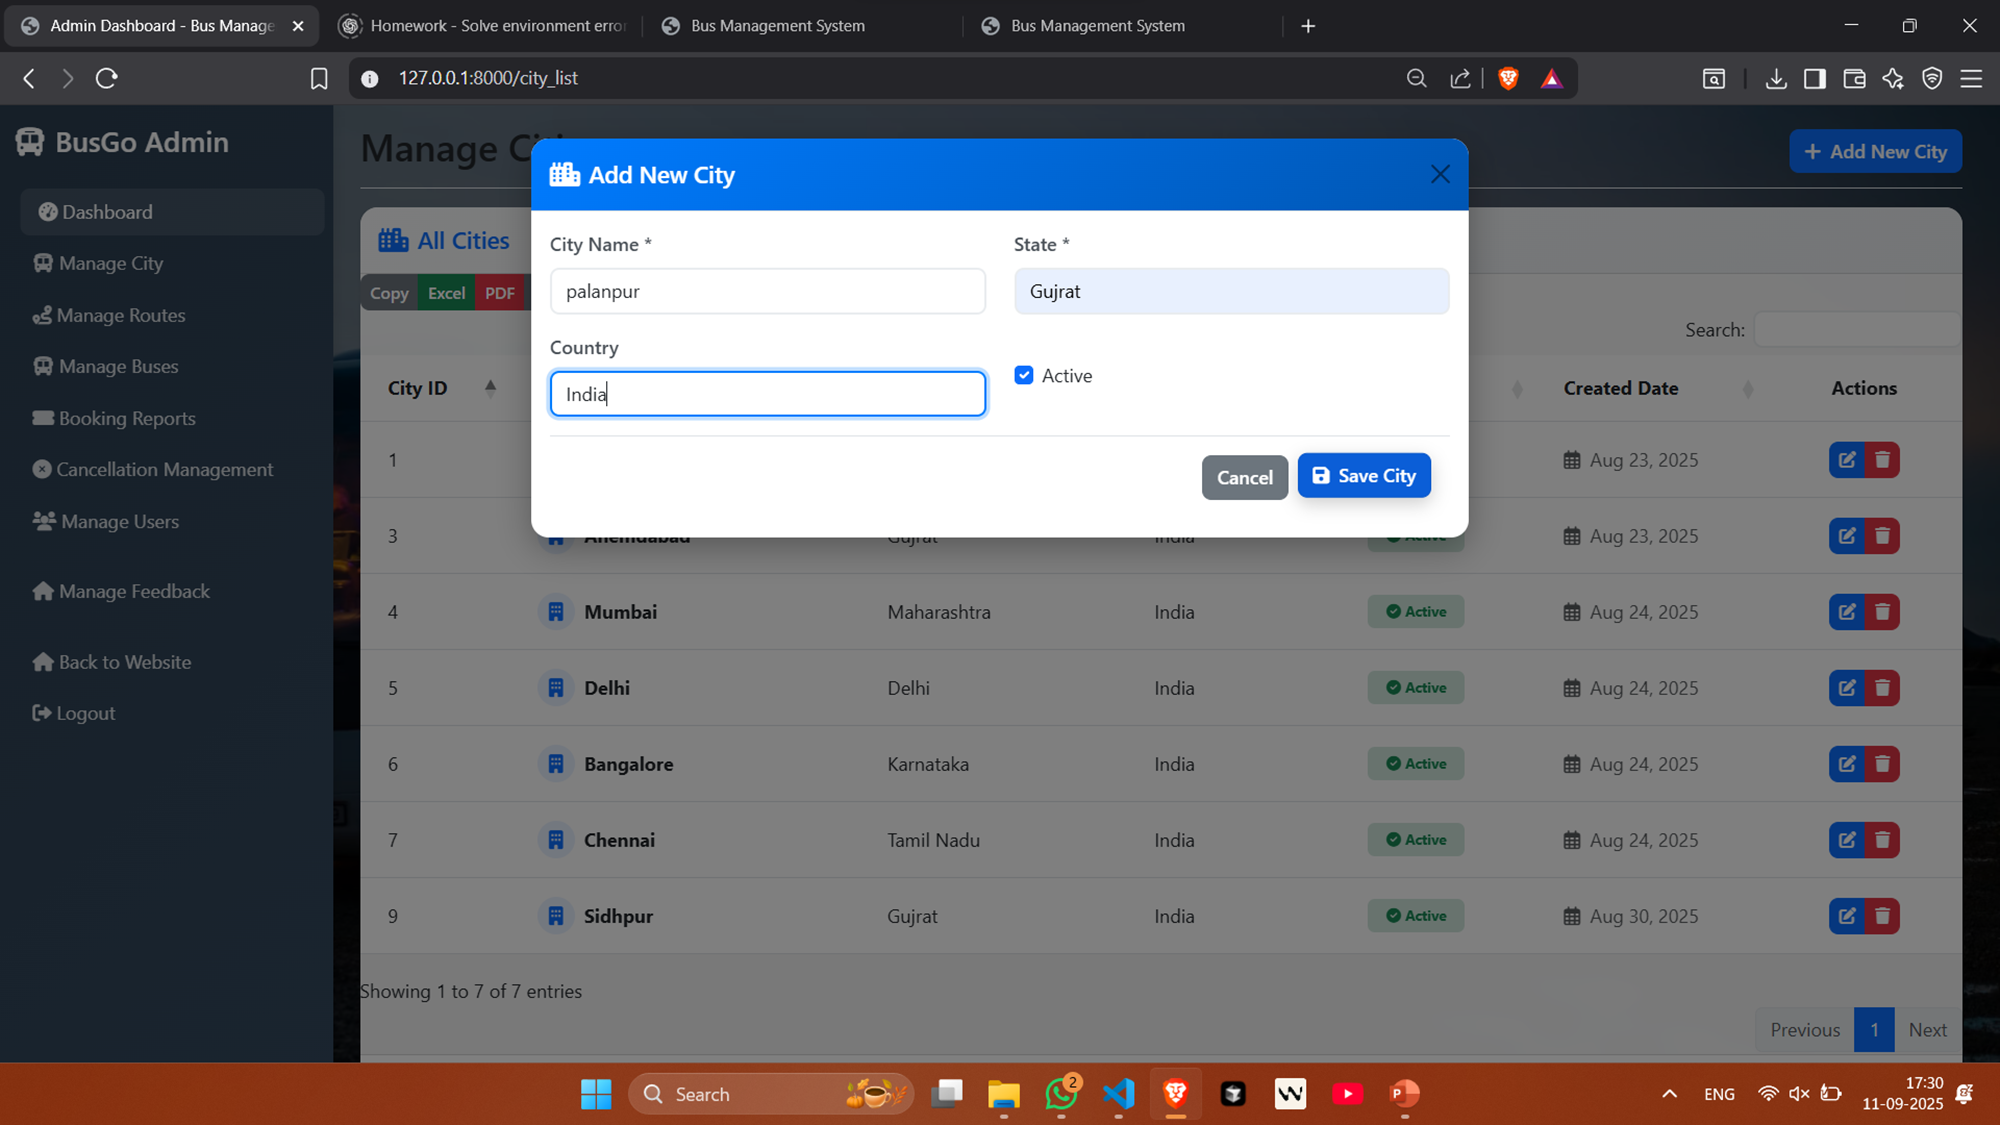 Admin Dashboard - Bus Manage
Homework - Solve environment error
Bus Management System
Bus Management System
127.0.0.1:8000/city_list
BusGo Admin
Dashboard
Manage City
Manage Routes
Manage Buses
Booking Reports
Cancellation Management
Manage Users
Manage Feedback
Back to Website
Logout
Manage Citi
Add New City
All Cities
Copy Excel PDF
Search:
Add New City
City Name *
State *
palanpur
Gujrat
Country
India
Active
Cancel
Save City
City ID Created Date Actions
1 Aug 23, 2025
3 Ahemdabad Gujrat India Active Aug 23, 2025
4 Mumbai Maharashtra India Active Aug 24, 2025
5 Delhi Delhi India Active Aug 24, 2025
6 Bangalore Karnataka India Active Aug 24, 2025
7 Chennai Tamil Nadu India Active Aug 24, 2025
9 Sidhpur Gujrat India Active Aug 30, 2025
Showing 1 to 7 of 7 entries
Previous 1 Next
Search
2
P
ENG
17:30
11-09-2025